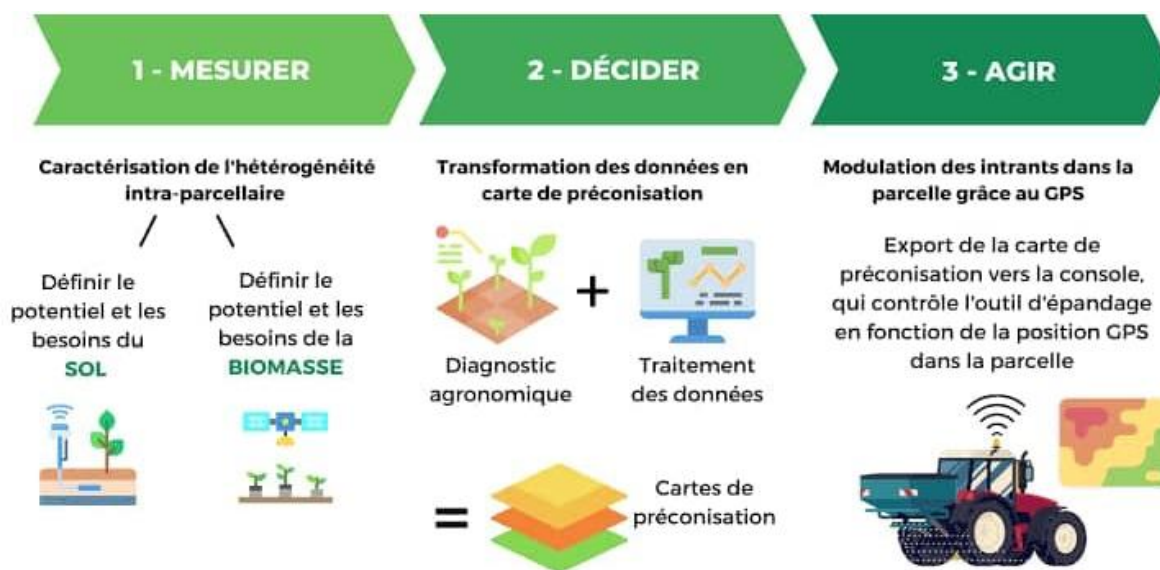 1 - MESURER
2 - DÉCIDER
3 - AGIR
Caractérisation de l'hétérogénéité
intra-parcellaire
Définir le
potentiel et les
besoins du
SOL
Définir le
potentiel et les
besoins de la
BIOMASSE
Transformation des données en
carte de préconisation
+
Diagnostic
agronomique
Traitement
des données
=
Cartes de
préconisation
Modulation des intrants dans la
parcelle grâce au GPS
Export de la carte de
préconisation vers la console,
qui contrôle l'outil d'épandage
en fonction de la position GPS
dans la parcelle